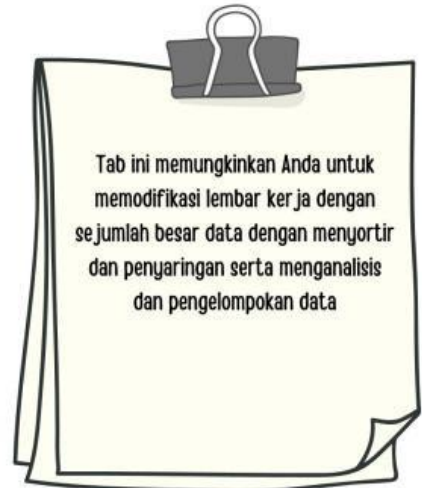 Tab ini memungkinkan Anda untuk
memodifikasi lembar kerja dengan
sejumlah besar data dengan menyortir
dan penyaringan serta menganalisis
dan pengelompokan data